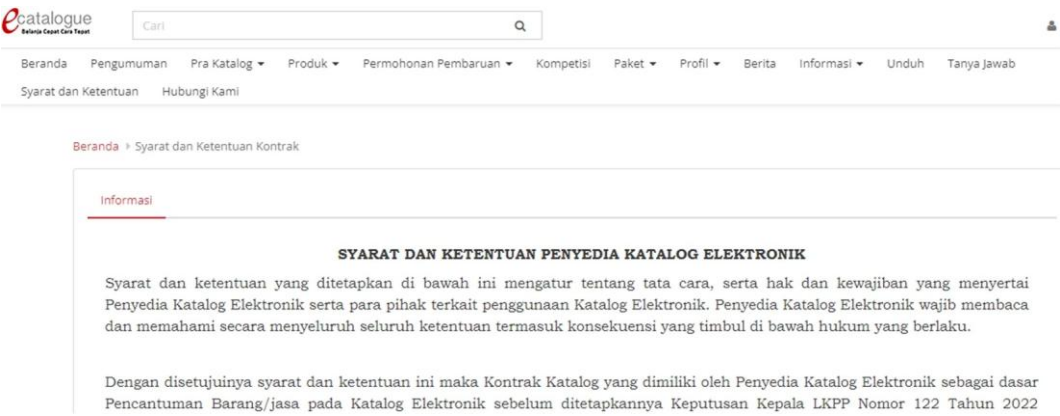 ecatalogue
Belanja Cepat Cara Tepat
Cari
Beranda Pengumuman Pra Katalog Produk Permohonan Pembaruan Kompetisi Paket Profil Berita Informasi Unduh Tanya Jawab
Syarat dan Ketentuan Hubungi Kami
Beranda Syarat dan Ketentuan Kontrak
Informasi
SYARAT DAN KETENTUAN PENYEDIA KATALOG ELEKTRONIK
Syarat dan ketentuan yang ditetapkan di bawah ini mengatur tentang tata cara, serta hak dan kewajiban yang menyertai
Penyedia Katalog Elektronik serta para pihak terkait penggunaan Katalog Elektronik. Penyedia Katalog Elektronik wajib membaca
dan memahami secara menyeluruh seluruh ketentuan termasuk konsekuensi yang timbul di bawah hukum yang berlaku.
Dengan disetujuinya syarat dan ketentuan ini maka Kontrak Katalog yang dimiliki oleh Penyedia Katalog Elektronik sebagai dasar
Pencantuman Barang/jasa pada Katalog Elektronik sebelum ditetapkannya Keputusan Kepala LKPP Nomor 122 Tahun 2022